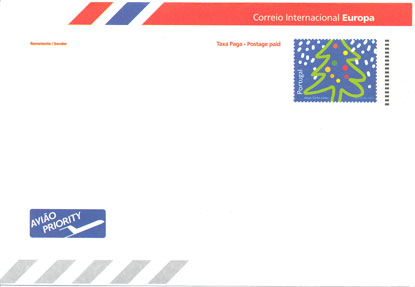 Correio Internacional Europa
Remetente / Sender
Taxa Paga - Postage paid
Portugal
AVIÃO
PRIORITY